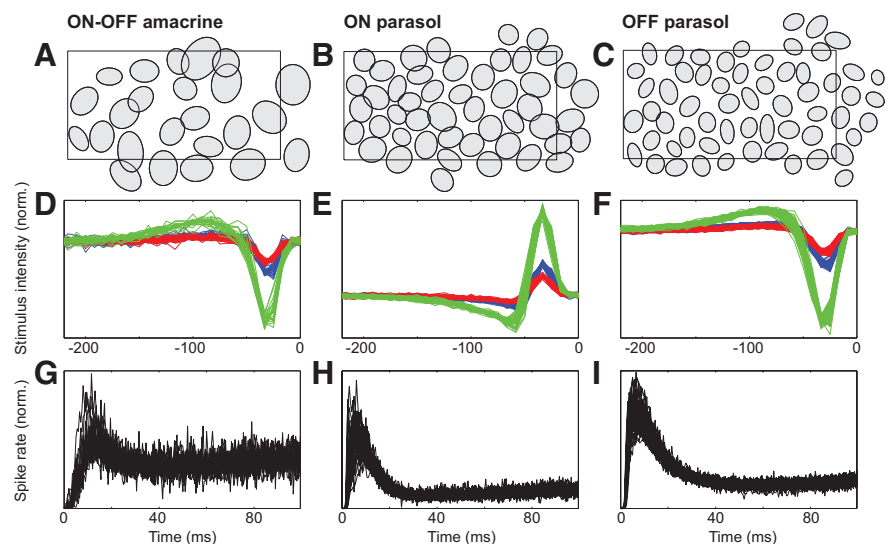 ON-OFF amacrine
ON parasol
OFF parasol
A
B
C
D
E
F
Stimulus intensity (norm.)
-200
-100
0
-200
-100
0
-200
-100
0
G
H
I
Spike rate (norm.)
0
40
80
0
40
80
0
40
80
Time (ms)
Time (ms)
Time (ms)